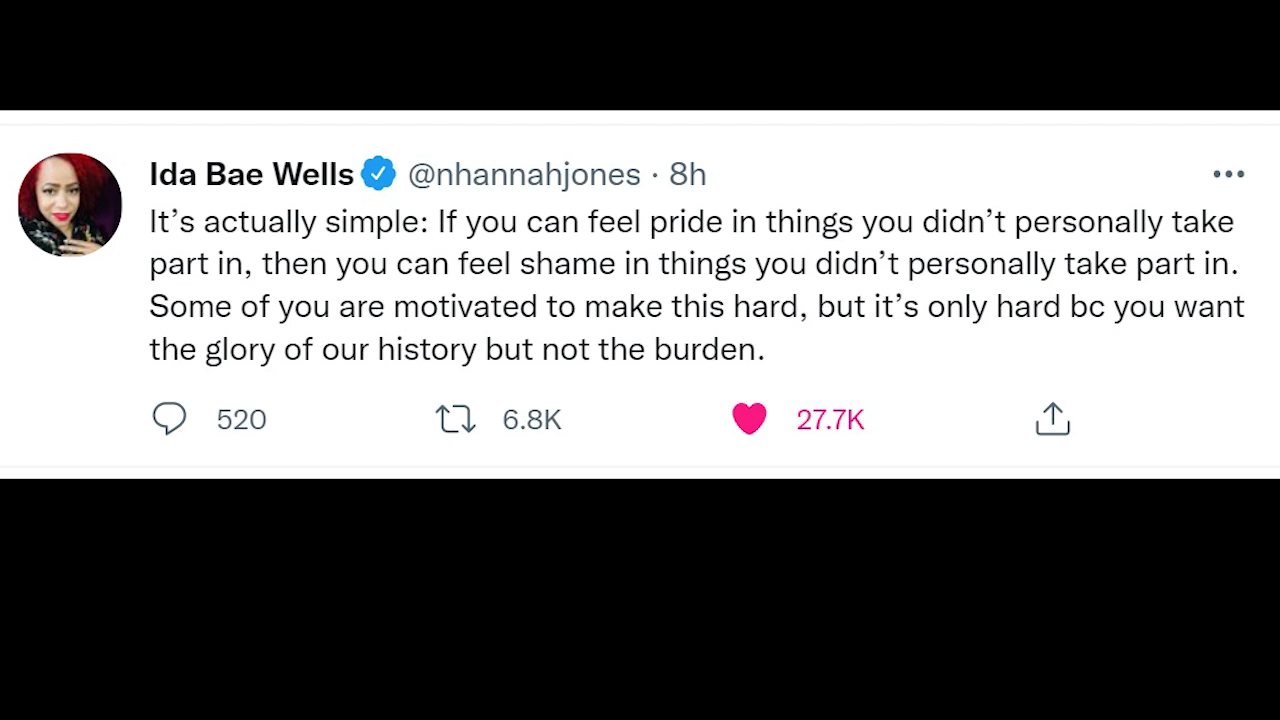 Ida Bae Wells @nhannahjones · 8h
It’s actually simple: If you can feel pride in things you didn’t personally take
part in, then you can feel shame in things you didn’t personally take part in.
Some of you are motivated to make this hard, but it’s only hard bc you want
the glory of our history but not the burden.
520 6.8K 27.7K